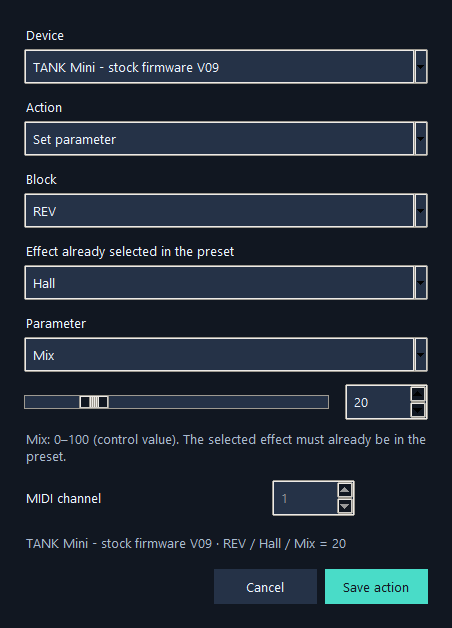 Device
TANK Mini - stock firmware V09
Action
Set parameter
Block
REV
Effect already selected in the preset
Hall
Parameter
Mix
20
Mix: 0–100 (control value). The selected effect must already be in the
preset.
MIDI channel
1
TANK Mini - stock firmware V09 · REV / Hall / Mix = 20
Cancel
Save action